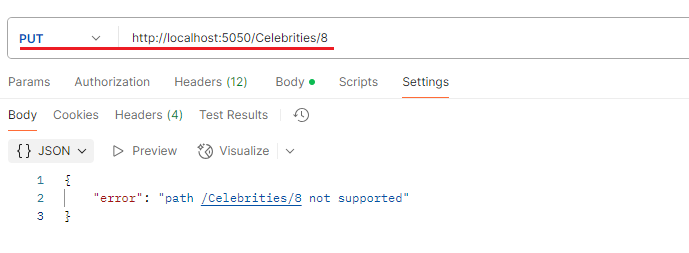 PUT http://localhost:5050/Celebrities/8
Params Authorization Headers (12) Body Scripts Settings
Body Cookies Headers (4) Test Results
{} JSON Preview Visualize
1 {
2 "error": "path /Celebrities/8 not supported"
3 }